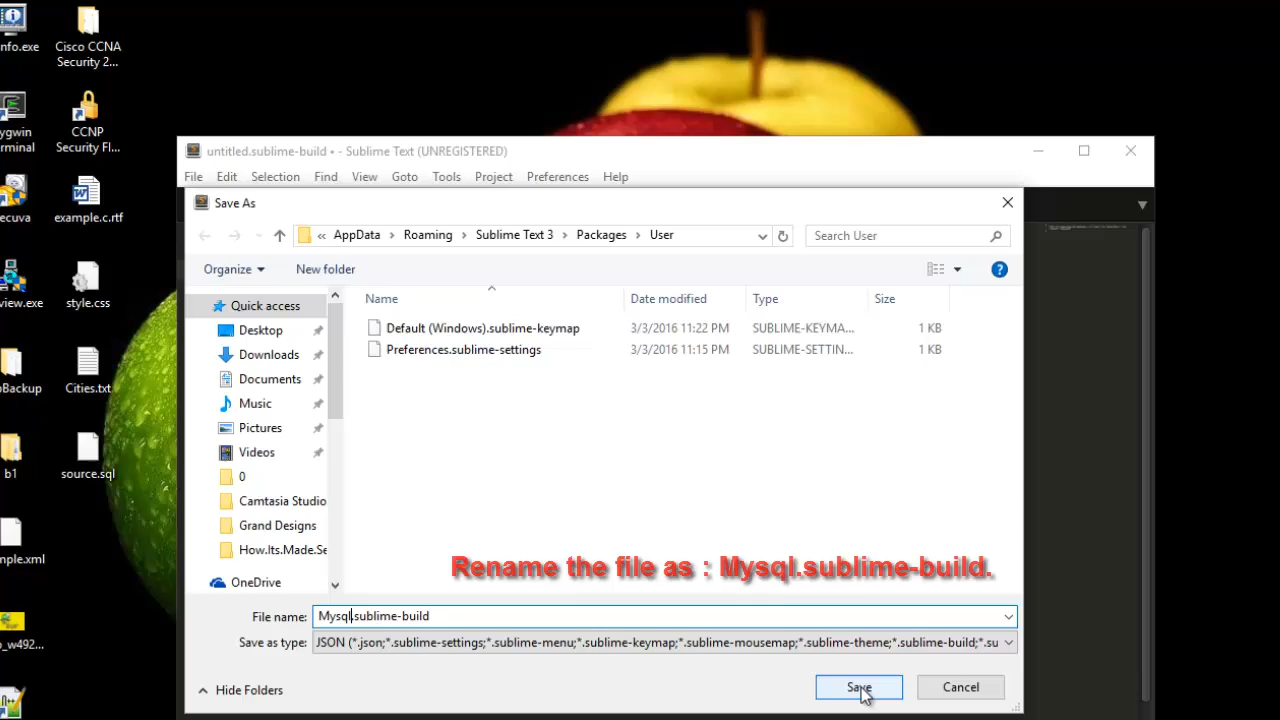 nfo.exe
Cisco CCNA
Security 2...
ygwin
rminal
CCNP
Security Fl...
ecuva
example.c.rtf
view.exe
style.css
Backup
Cities.txt
b1
source.sql
mple.xml
_w492...
untitled.sublime-build • - Sublime Text (UNREGISTERED)
File Edit Selection Find View Goto Tools Project Preferences Help
Save As
« AppData > Roaming > Sublime Text 3 > Packages > User
Search User
Organize
New folder
Name Date modified Type Size
Default (Windows).sublime-keymap 3/3/2016 11:22 PM SUBLIME-KEYMA... 1 KB
Preferences.sublime-settings 3/3/2016 11:15 PM SUBLIME-SETTIN... 1 KB
Quick access
Desktop
Downloads
Documents
Music
Pictures
Videos
0
Camtasia Studio
Grand Designs
How.Its.Made.Se
OneDrive
Rename the file as : Mysql.sublime-build.
File name: Mysql.sublime-build
Save as type: JSON (*.json;*.sublime-settings;*.sublime-menu;*.sublime-keymap;*.sublime-mousemap;*.sublime-theme;*.sublime-build;*.su
Hide Folders
Save
Cancel